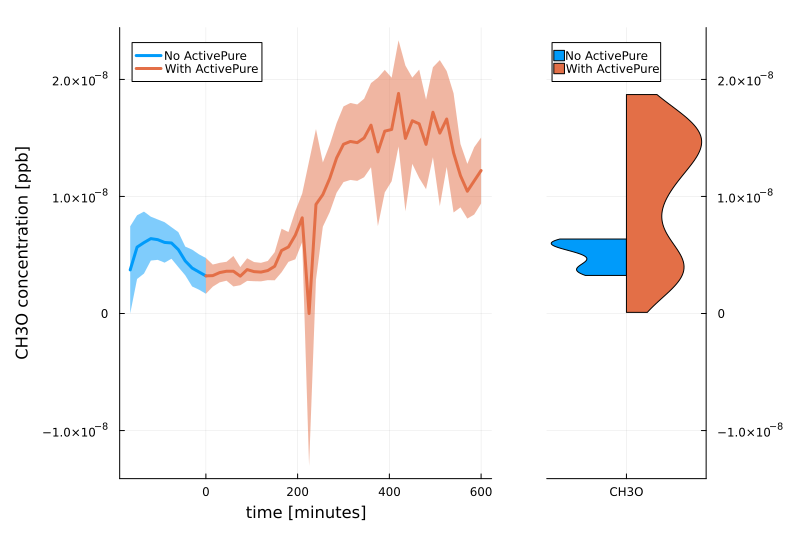 No ActivePure
With ActivePure
CH3O concentration [ppb]
2.0×10⁻⁸
1.0×10⁻⁸
0
−1.0×10⁻⁸
0 200 400 600
time [minutes]
No ActivePure
With ActivePure
2.0×10⁻⁸
1.0×10⁻⁸
0
−1.0×10⁻⁸
CH3O